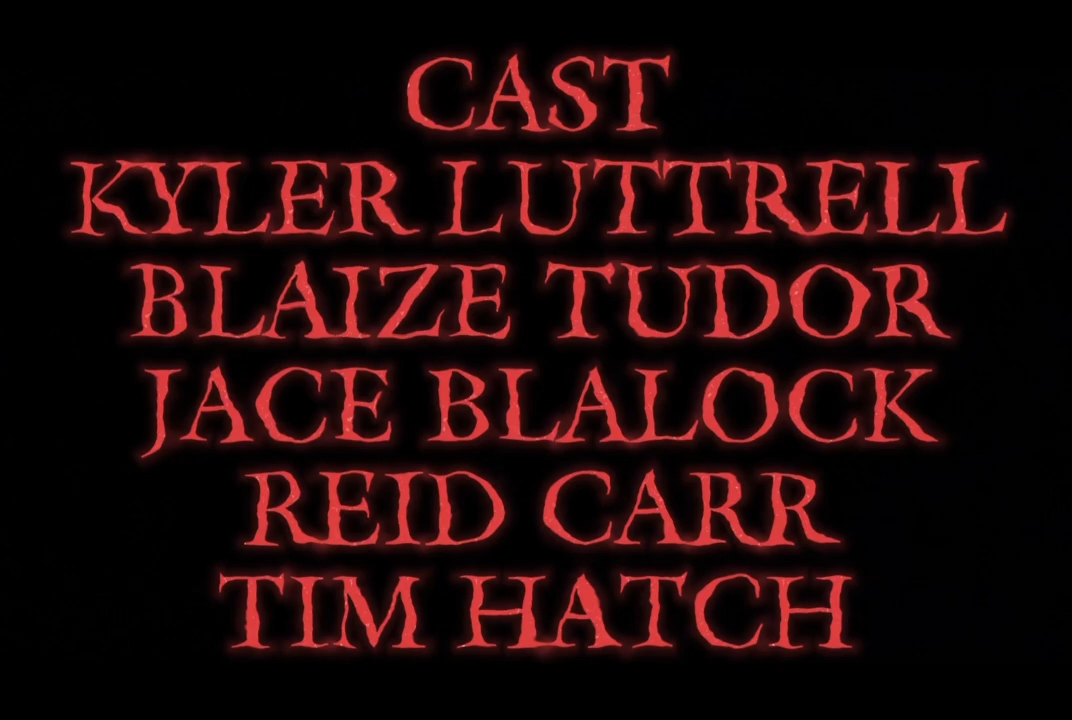 CAST
KYLER LUTTRELL
BLAIZE TUDOR
JACE BLALOCK
REID CARR
TIM HATCH